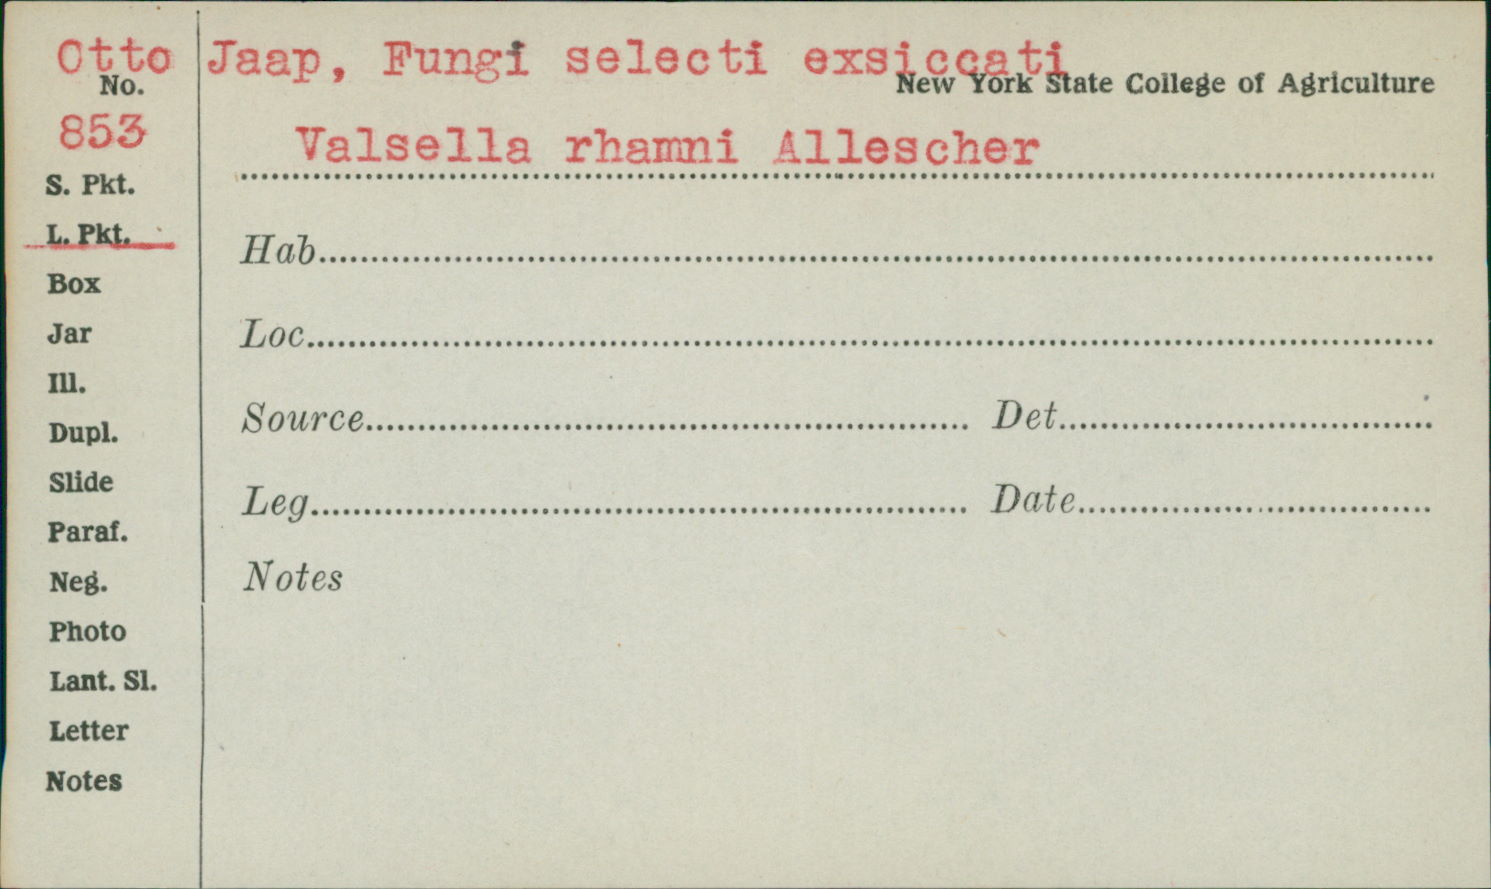 Otto Jaap, Fungi selecti exsiccati
No.
New York State College of Agriculture
853
Valsella rhamni Allescher
S. Pkt.
L. Pkt.
Hab
Box
Loc
Jar
Ill.
Source Det
Dupl.
Slide
Leg Date
Paraf.
Neg.
Notes
Photo
Lant. Sl.
Letter
Notes